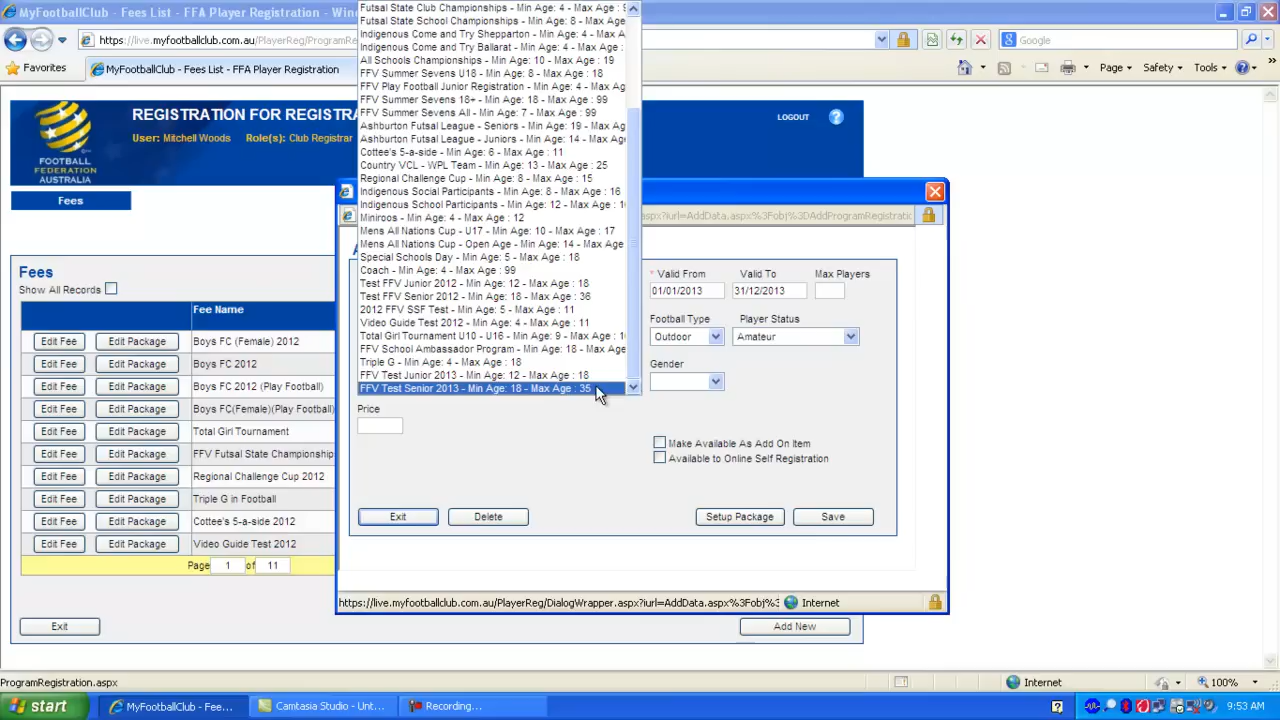 MyFootballClub - Fees List - FFA Player Registration - Win
https://live.myfootballclub.com.au/PlayerReg/ProgramRe
Google
Favorites
MyFootballClub - Fees List - FFA Player Registration
Page
Safety
Tools
FOOTBALL
FEDERATION
AUSTRALIA
REGISTRATION FOR REGISTRA
User: Mitchell Woods Role(s): Club Registrar
LOGOUT
Fees
Futsal State Club Championships - Min Age: 4 - Max Age :
Futsal State School Championships - Min Age: 8 - Max Age
Indigenous Come and Try Shepparton - Min Age: 4 - Max A
Indigenous Come and Try Ballarat - Min Age: 4 - Max Age :
All Schools Championships - Min Age: 10 - Max Age : 19
FFV Summer Sevens U18 - Min Age: 8 - Max Age : 18
FFV Play Football Junior Registration - Min Age: 4 - Max Ag
FFV Summer Sevens 18+ - Min Age: 18 - Max Age : 99
FFV Summer Sevens All - Min Age: 7 - Max Age : 99
Ashburton Futsal League - Seniors - Min Age: 19 - Max Ag
Ashburton Futsal League - Juniors - Min Age: 14 - Max Ag
Cottee's 5-a-side - Min Age: 6 - Max Age : 11
Country VCL - WPL Team - Min Age: 13 - Max Age : 25
Regional Challenge Cup - Min Age: 8 - Max Age : 15
Indigenous Social Participants - Min Age: 8 - Max Age : 16
Indigenous School Participants - Min Age: 12 - Max Age : 1
Miniroos - Min Age: 4 - Max Age : 12
Mens All Nations Cup - U17 - Min Age: 10 - Max Age : 17
Mens All Nations Cup - Open Age - Min Age: 14 - Max Age
Special Schools Day - Min Age: 5 - Max Age : 18
Coach - Min Age: 4 - Max Age : 99
Test FFV Junior 2012 - Min Age: 12 - Max Age : 18
Test FFV Senior 2012 - Min Age: 18 - Max Age : 36
2012 FFV SSF Test - Min Age: 5 - Max Age : 11
Video Guide Test 2012 - Min Age: 4 - Max Age : 11
Total Girl Tournament U10 - U16 - Min Age: 9 - Max Age : 1
FFV School Ambassador Program - Min Age: 18 - Max Age
Triple G - Min Age: 4 - Max Age : 18
FFV Test Junior 2013 - Min Age: 12 - Max Age : 18
FFV Test Senior 2013 - Min Age: 18 - Max Age : 35
aspx?iurl=AddData.aspx%3Fobj%3DAddProgramRegistratio
* Valid From
Valid To
Max Players
01/01/2013
31/12/2013
Football Type
Player Status
Outdoor
Amateur
Gender
Price
Make Available As Add On Item
Available to Online Self Registration
Exit
Delete
Setup Package
Save
https://live.myfootballclub.com.au/PlayerReg/DialogWrapper.aspx?iurl=AddData.aspx%3Fobj%3
Internet
Fees
Show All Records
Fee Name
Edit Fee Edit Package Boys FC (Female) 2012
Edit Fee Edit Package Boys FC 2012
Edit Fee Edit Package Boys FC 2012 (Play Football)
Edit Fee Edit Package Boys FC(Female)(Play Football)
Edit Fee Edit Package Total Girl Tournament
Edit Fee Edit Package FFV Futsal State Championships
Edit Fee Edit Package Regional Challenge Cup 2012
Edit Fee Edit Package Triple G in Football
Edit Fee Edit Package Cottee's 5-a-side 2012
Edit Fee Edit Package Video Guide Test 2012
Page 1 of 11
Exit
Add New
ProgramRegistration.aspx
Internet
100%
start
MyFootballClub - Fees...
Camtasia Studio - Unt...
Recording...
9:53 AM